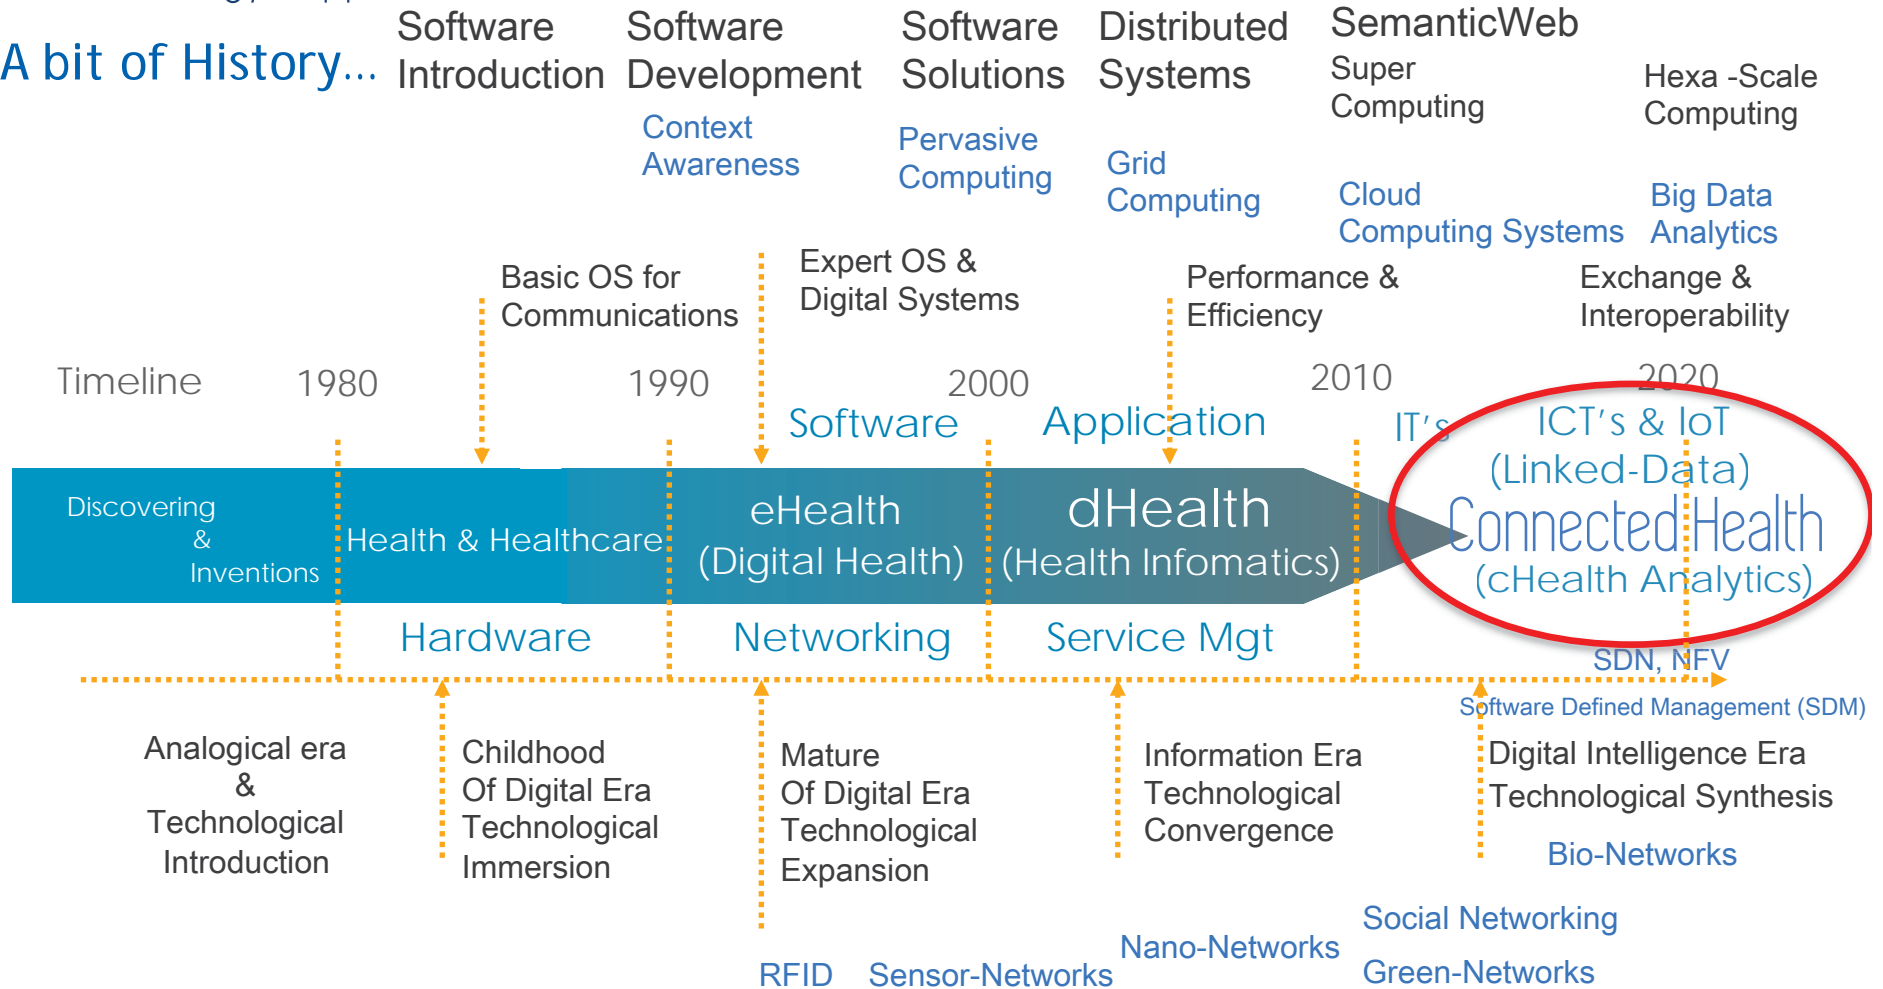 A bit of History...
Software
Introduction
Software
Development
Software
Solutions
Distributed
Systems
SemanticWeb
Super
Computing
Hexa -Scale
Computing
Context
Awareness
Pervasive
Computing
Grid
Computing
Cloud
Computing Systems
Big Data
Analytics
Basic OS for
Communications
Expert OS &
Digital Systems
Performance &
Efficiency
Exchange &
Interoperability
Timeline
1980
1990
2000
2010
2020
Software
Application
IT's
ICT's & IoT
(Linked-Data)
Discovering
&
Inventions
Health & Healthcare
eHealth
(Digital Health)
dHealth
(Health Infomatics)
Connected Health
(cHealth Analytics)
Hardware
Networking
Service Mgt
SDN, NFV
Software Defined Management (SDM)
Analogical era
&
Technological
Introduction
Childhood
Of Digital Era
Technological
Immersion
Mature
Of Digital Era
Technological
Expansion
Information Era
Technological
Convergence
Digital Intelligence Era
Technological Synthesis
Bio-Networks
Social Networking
Nano-Networks
Green-Networks
RFID
Sensor-Networks